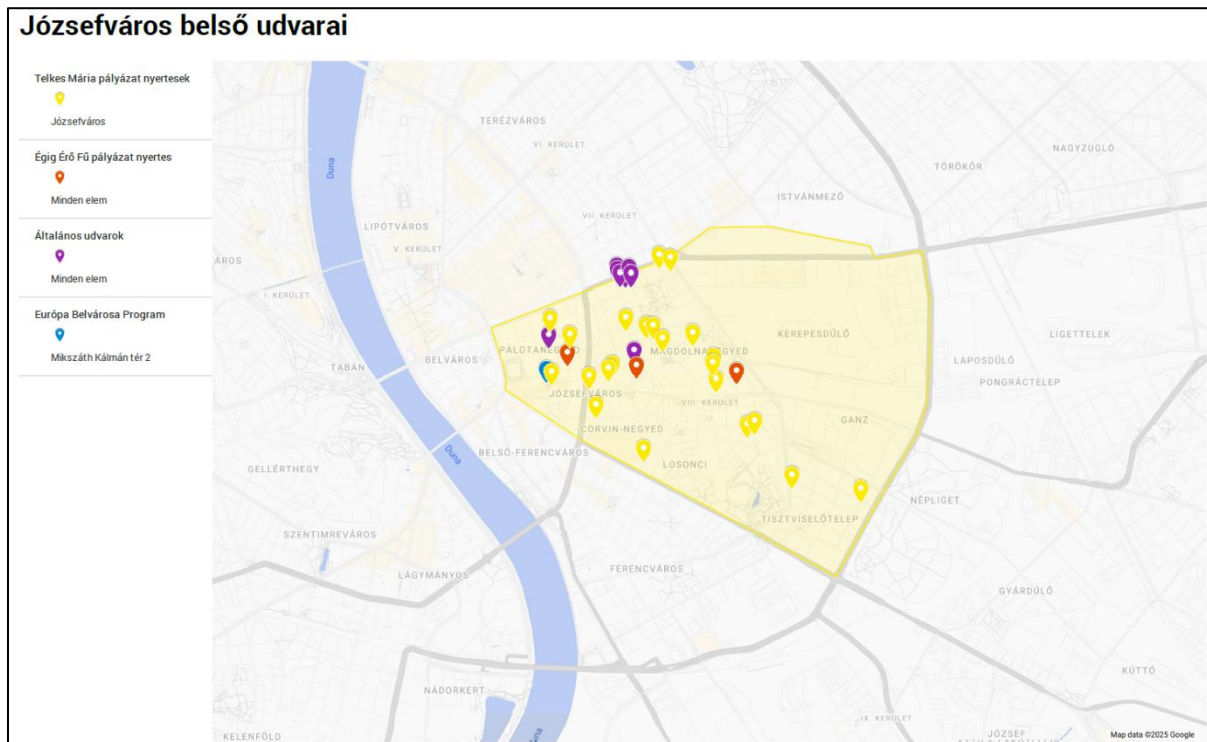 Józsefváros belső udvarai
Telkes Mária pályázat nyertesek
Józsefváros
Égig Érő Fű pályázat nyertes
Minden elem
Általános udvarok
Minden elem
Európa Belvárosa Program
Mikszáth Kálmán tér 2
TERÉZVÁROS
VI. KERÜLET
NAGYZUGLÓ
TÖRÖKŐR
ISTVÁNMEZŐ
Duna
VII. KERÜLET
LIPÓTVÁROS
V. KERÜLET
ÁROS
I. KERÜLET
KEREPESDŰLŐ
LIGETTELEK
PALOTANEGYED
MAGDOLNANEGYED
BELVÁROS
LAPOSDŰLŐ
TABÁN
PONGRÁCTELEP
JÓZSEFVÁROS
VIII. KERÜLET
GANZ
CORVIN-NEGYED
BELSŐ-FERENCVÁROS
Duna
LOSONCI
GELLÉRTHEGY
NÉPLIGET
TISZTVISELŐTELEP
SZENTIMREVÁROS
FERENCVÁROS
LÁGYMÁNYOS
GYÁRDŰLŐ
KÚTTÓ
NÁDORKERT
IX. KERÜLET
Duna
KELENFÖLD
JÓZSEF
Map data ©2025 Google